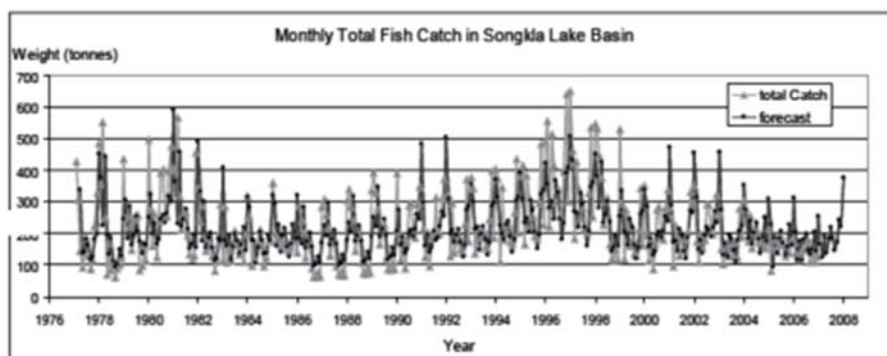 Monthly Total Fish Catch in Songkla Lake Basin
Weight (tonnes)
700
600
500
400
300
200
100
0
total Catch
forecast
1976 1978 1980 1982 1984 1986 1988 1990 1992 1994 1996 1998 2000 2002 2004 2006 2008
Year